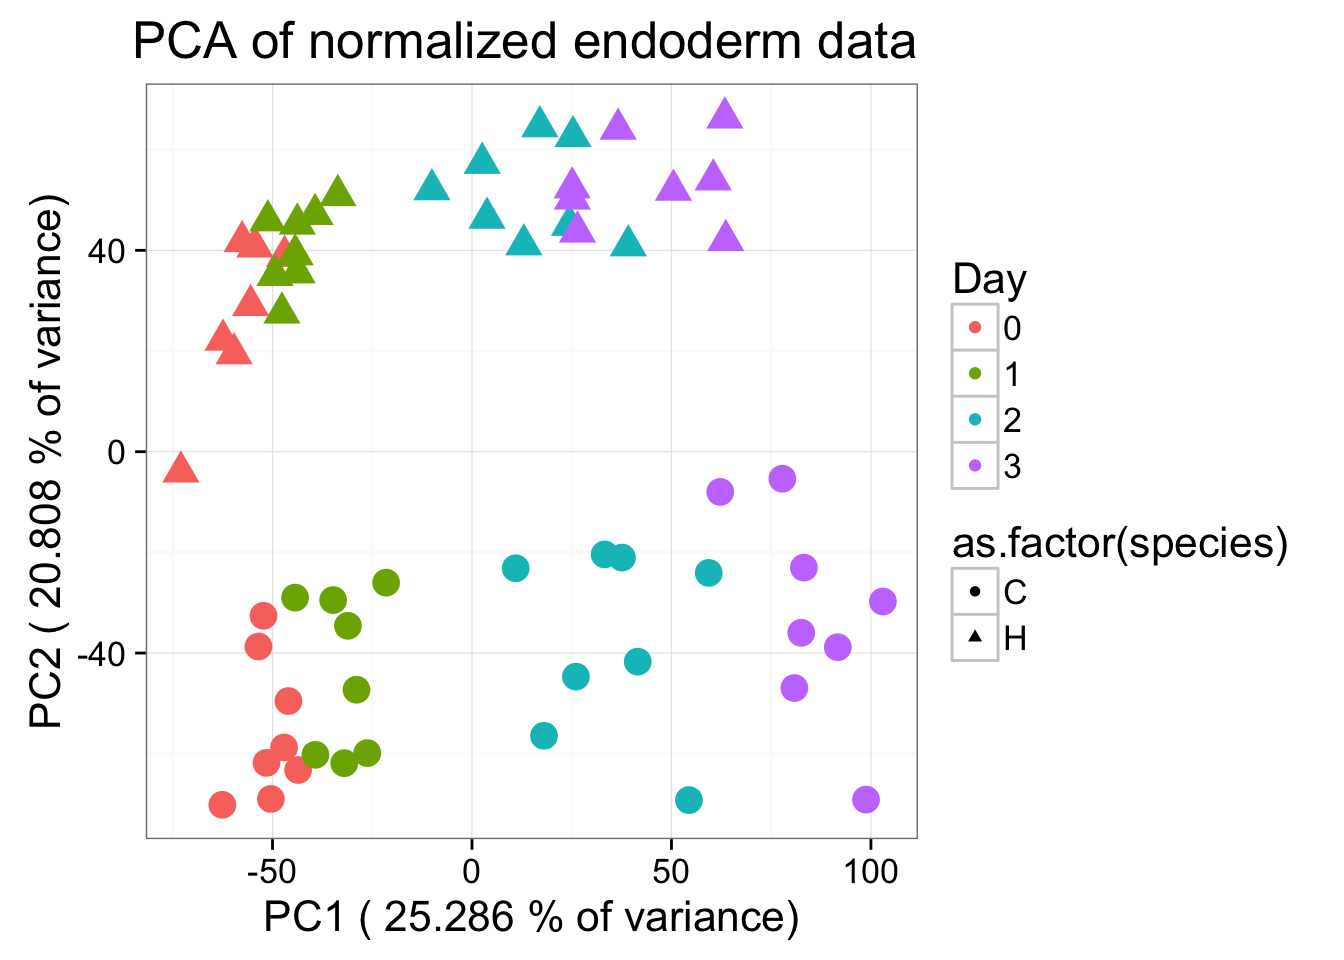 PCA of normalized endoderm data
PC2 ( 20.808 % of variance)
40
0
-40
-50
0
50
100
PC1 ( 25.286 % of variance)
Day
0
1
2
3
as.factor(species)
C
H